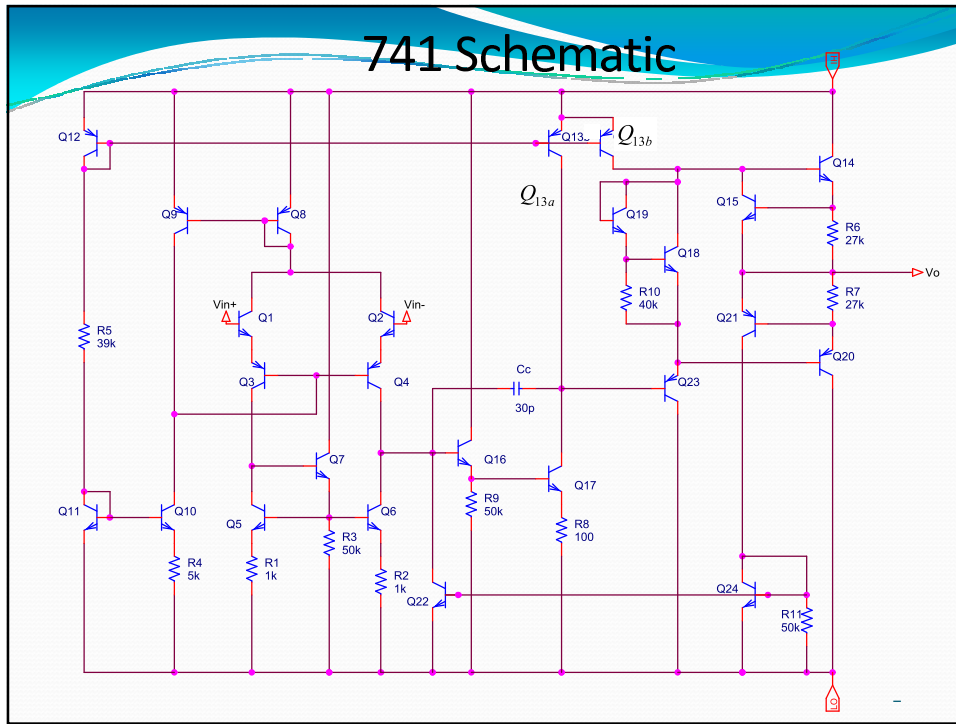 741 Schematic
HI
Q12
Q13
Q13b
Q14
Q13a
Q15
Q9
Q8
Q19
R6
27k
Q18
Vo
Vin+
Vin-
R10
40k
R7
27k
Q1
Q2
Q21
R5
39k
Q20
Q3
Q4
Cc
30p
Q23
Q7
Q16
Q17
Q11
Q10
Q5
Q6
R9
50k
R3
50k
R8
100
R4
5k
R1
1k
R2
1k
Q22
Q24
R11
50k
LO
–